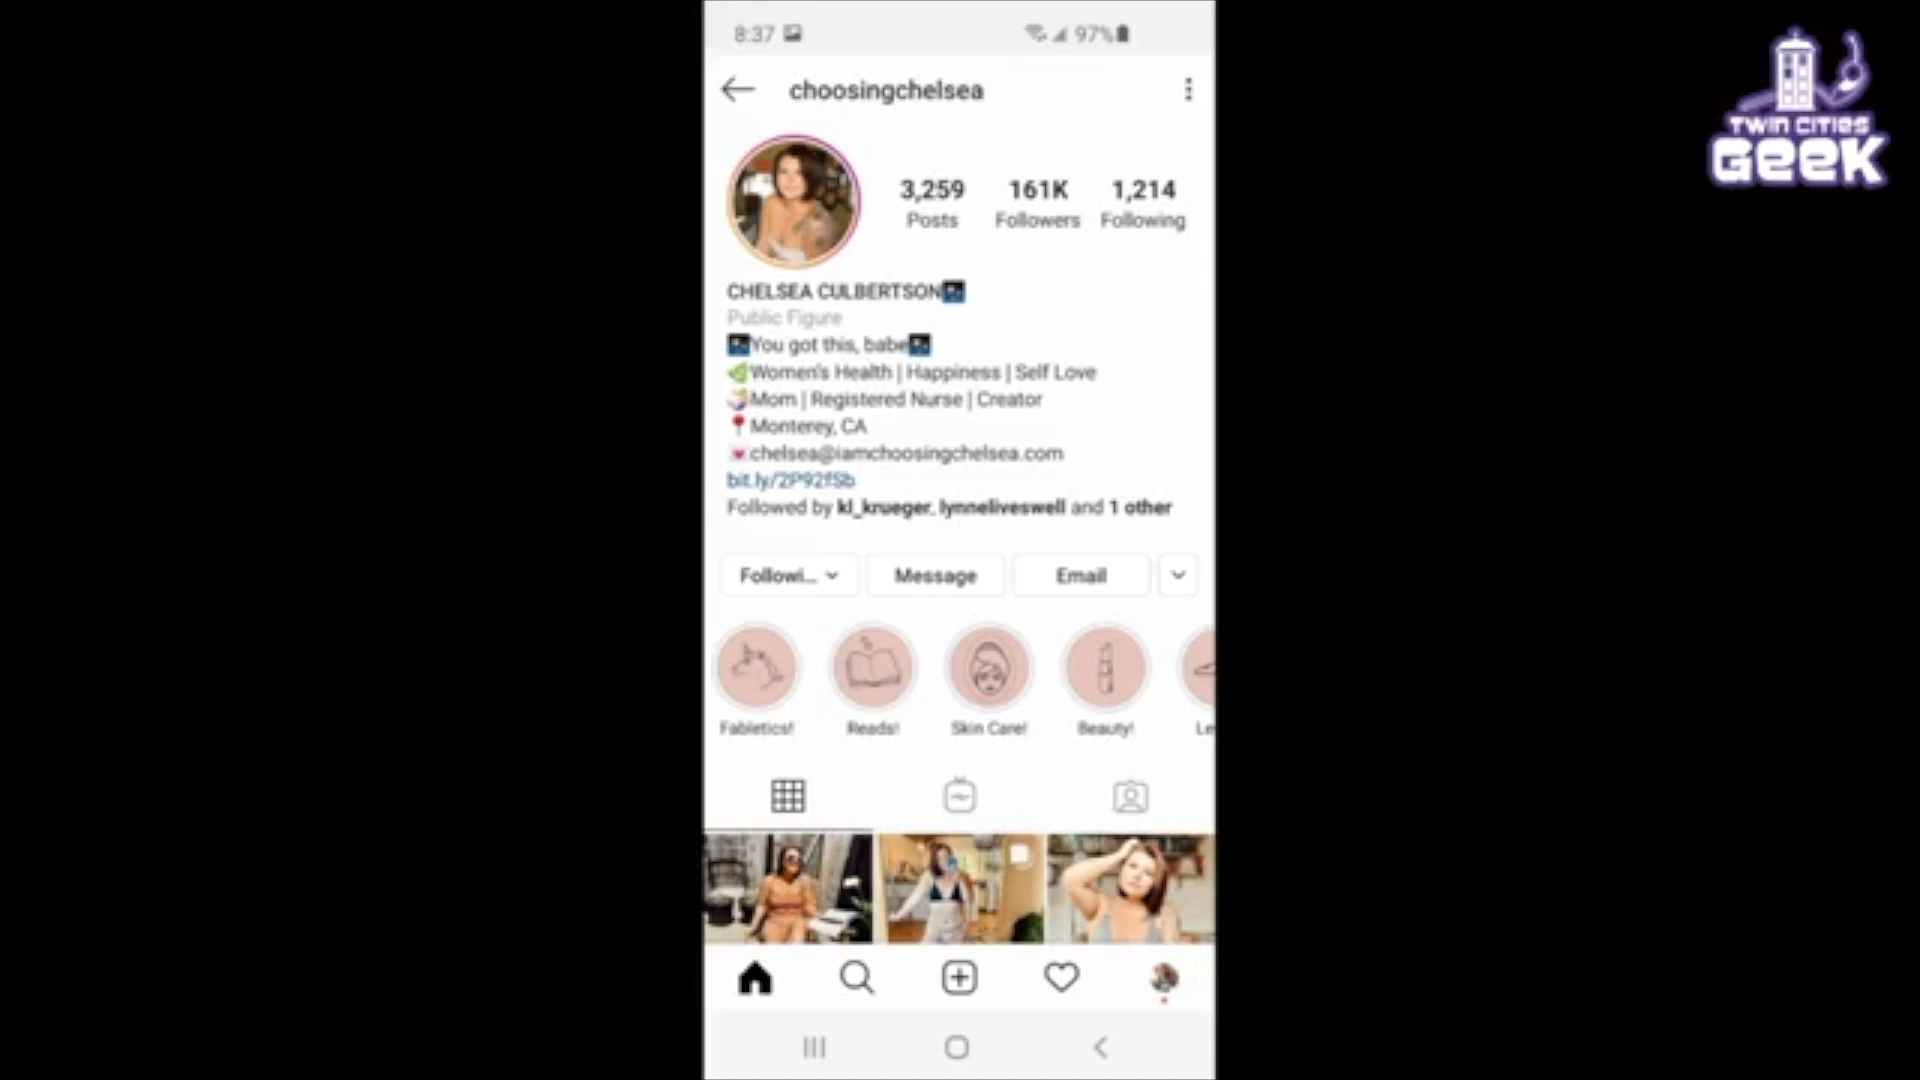 8:37
97%
choosingchelsea
3,259 161K 1,214
Posts Followers Following
CHELSEA CULBERTSON
Public Figure
You got this, babe
Women's Health | Happiness | Self Love
Mom | Registered Nurse | Creator
Monterey, CA
chelsea@iamchoosingchelsea.com
bit.ly/2P92fSb
Followed by kl_krueger, lynneliveswell and 1 other
Followi... Message Email
Fabletics! Reads! Skin Care! Beauty! Le
TWIN CITIES
GEEK